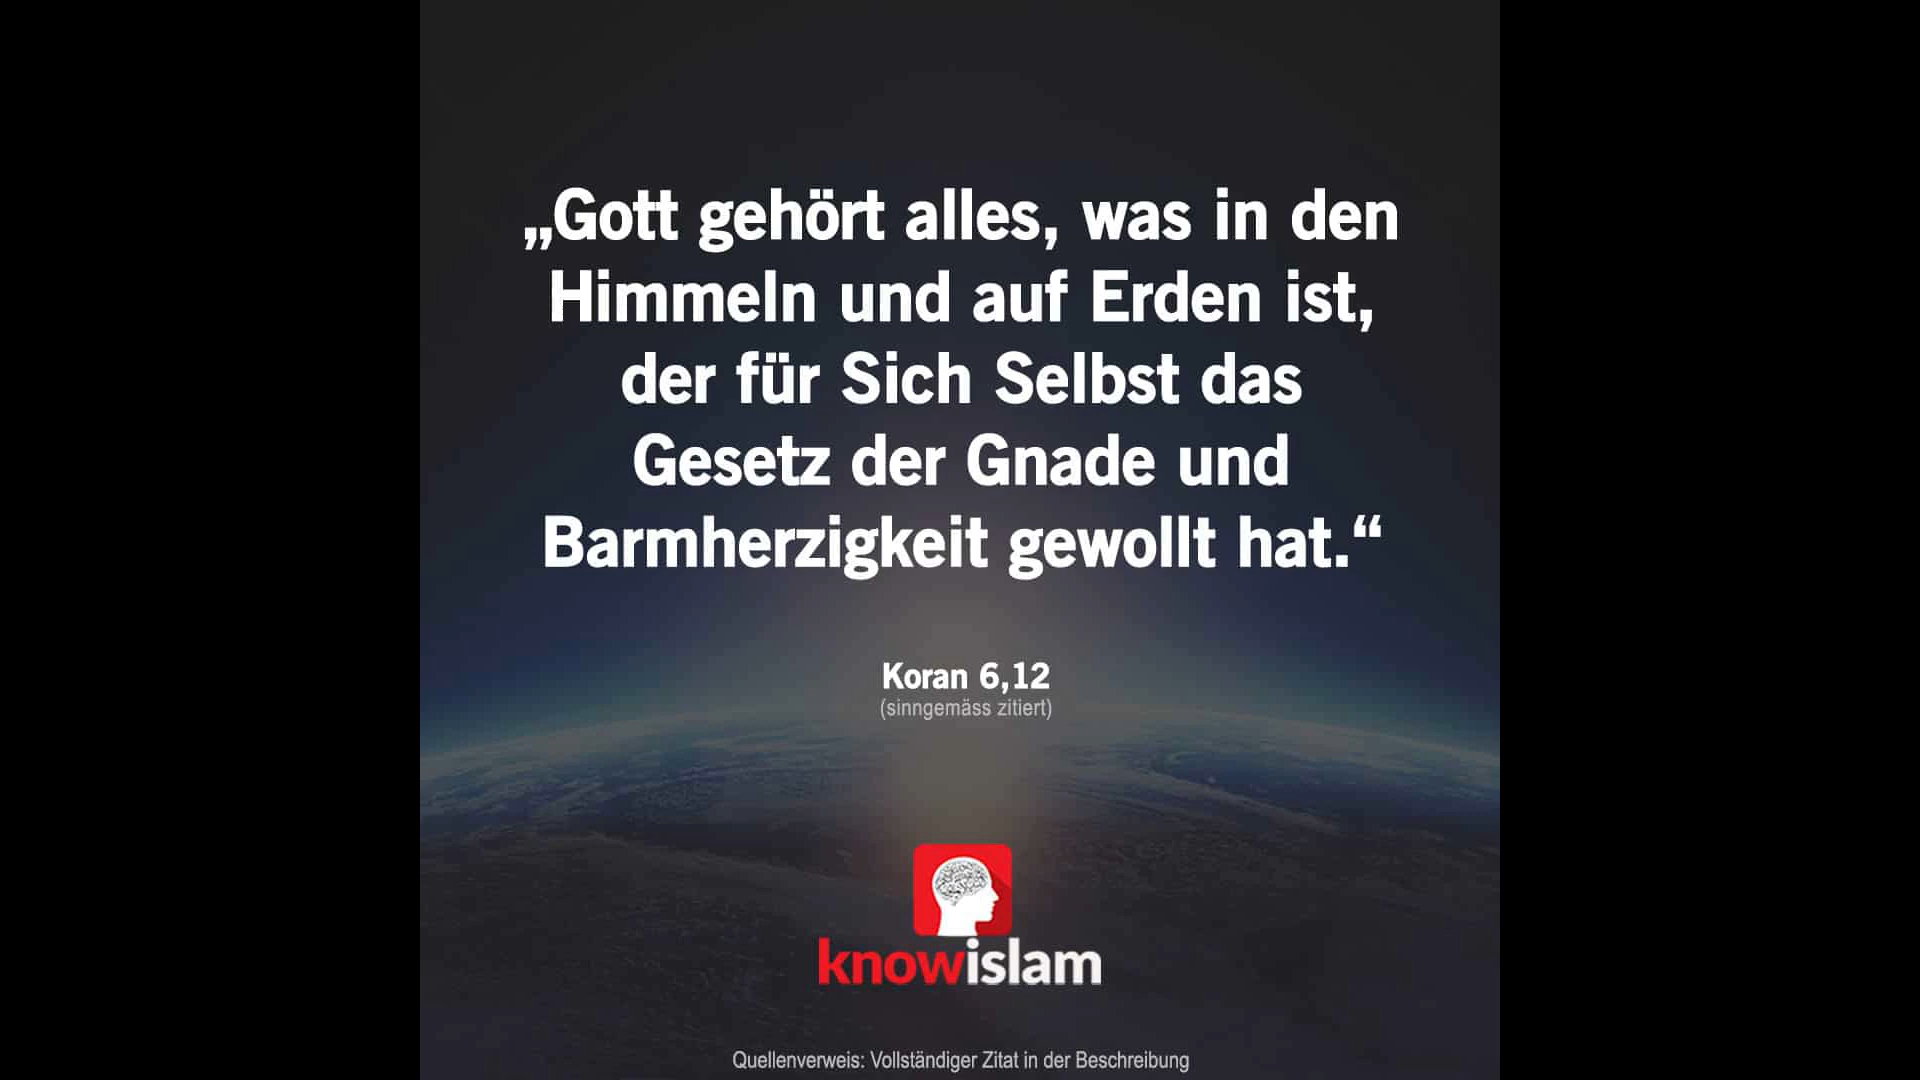 „Gott gehört alles, was in den
Himmeln und auf Erden ist,
der für Sich Selbst das
Gesetz der Gnade und
Barmherzigkeit gewollt hat.“
Koran 6,12
(sinngemäss zitiert)
knowislam
Quellenverweis: Vollständiger Zitat in der Beschreibung